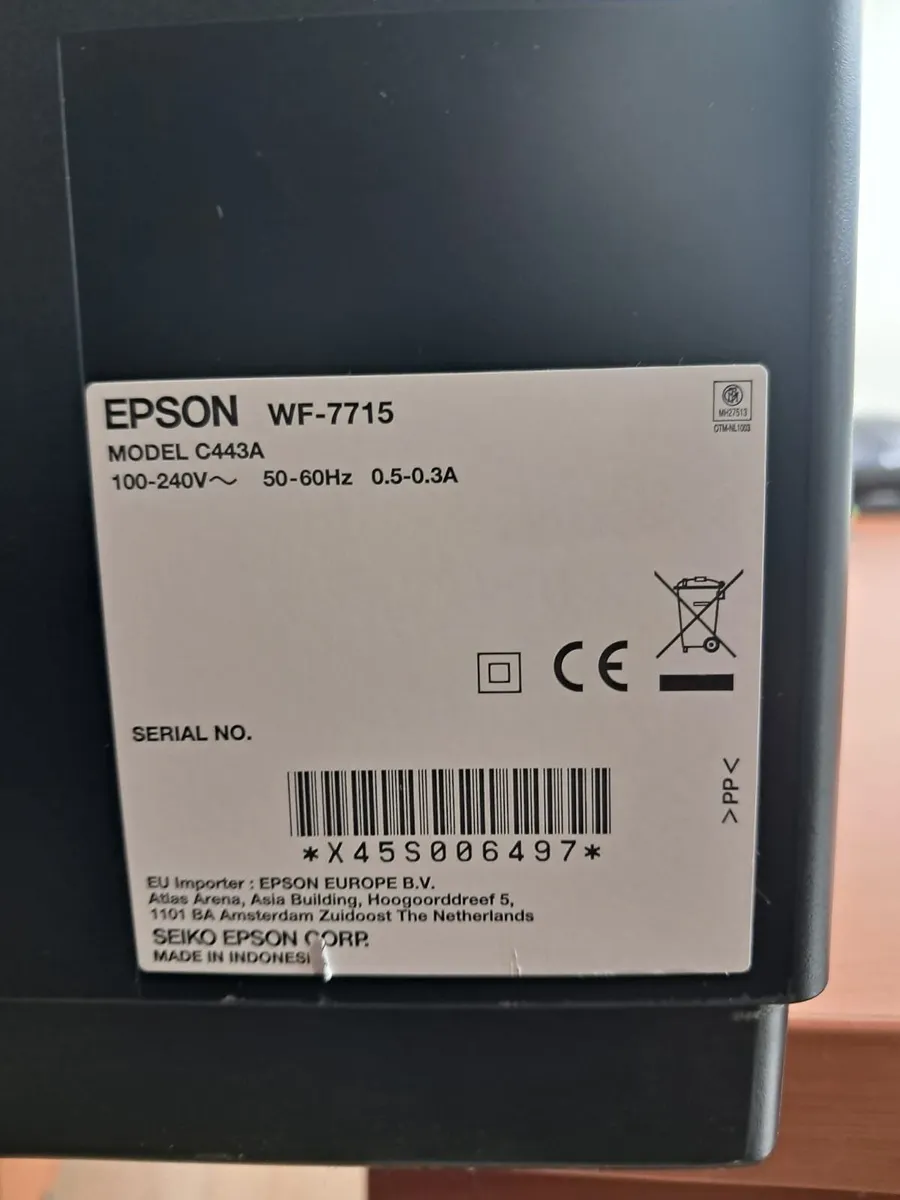 EPSON WF-7715
MH27513
OTM-NL1003
MODEL C443A
100-240V～ 50-60Hz 0.5-0.3A
CE
SERIAL NO.
>PP<
*X45S006497*
EU Importer : EPSON EUROPE B.V.
Atlas Arena, Asia Building, Hoogoorddreef 5,
1101 BA Amsterdam Zuidoost The Netherlands
SEIKO EPSON CORP.
MADE IN INDONESI